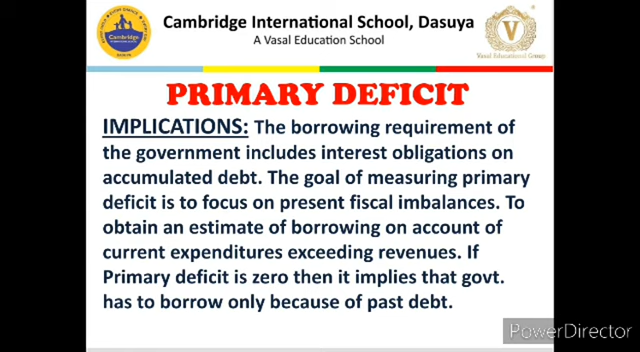 Cambridge International School, Dasuya
A Vasal Education School
Cambridge
V
Vasal Educational Group
PRIMARY DEFICIT
IMPLICATIONS: The borrowing requirement of
the government includes interest obligations on
accumulated debt. The goal of measuring primary
deficit is to focus on present fiscal imbalances. To
obtain an estimate of borrowing on account of
current expenditures exceeding revenues. If
Primary deficit is zero then it implies that govt.
has to borrow only because of past debt.
PowerDirector